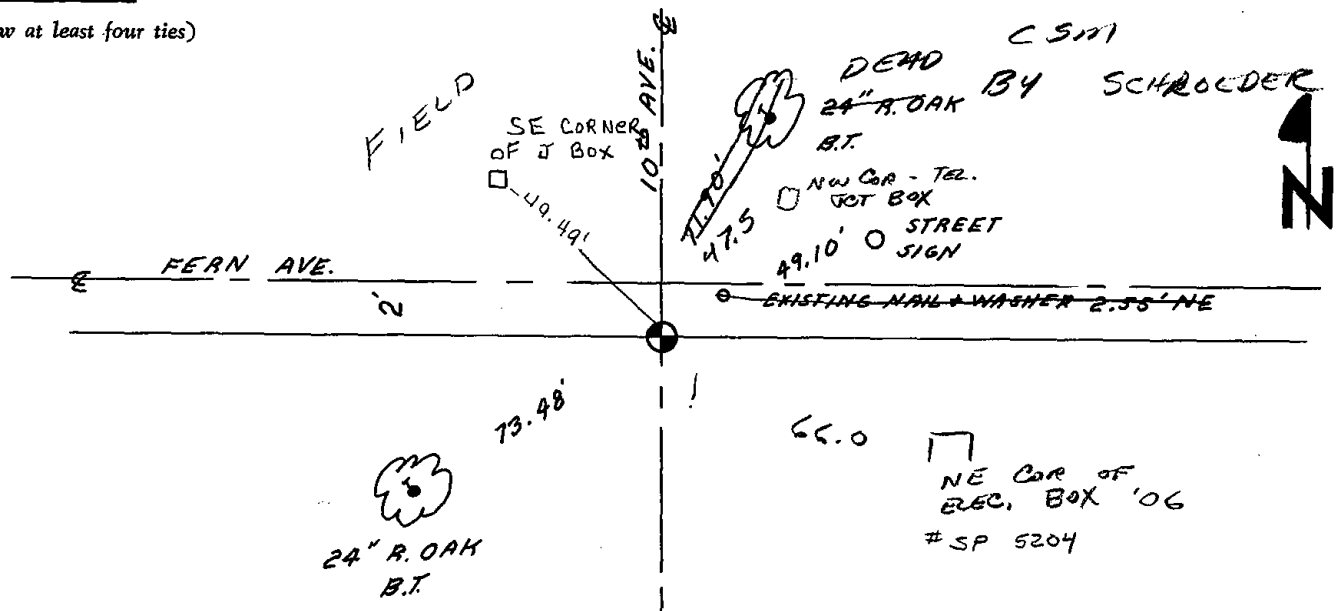 w at least four ties)
10th AVE. ℄
FIELD
SE CORNER
OF J BOX
49.49'
DEAD
24" R. OAK
B.T.
CSM
BY SCHROEDER
N
71.70'
47.5
NW COR - TEL.
JCT BOX
49.10'
STREET
SIGN
℄ FERN AVE.
2'
EXISTING NAIL & WASHER 2.55' NE
73.48'
24" R. OAK
B.T.
66.0
NE COR OF
ELEC. BOX '06
# SP 5204